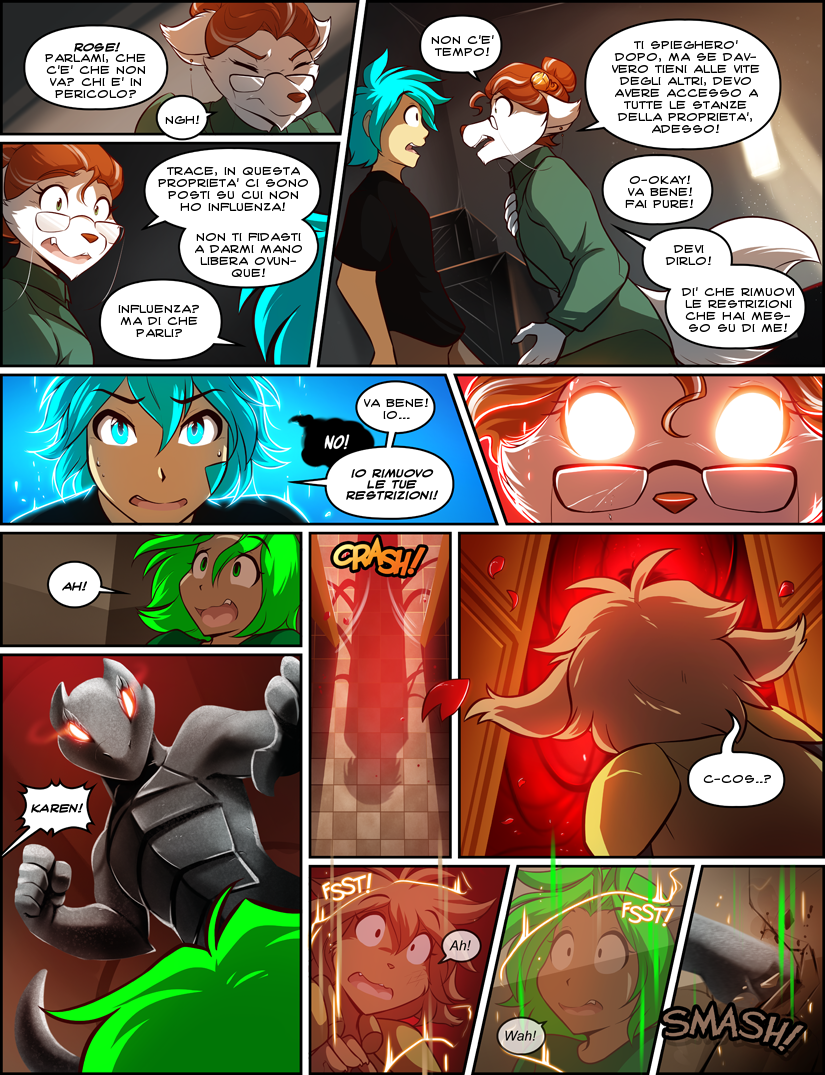 ROSE!
PARLAMI, CHE
C'E' CHE NON
VA? CHI E' IN
PERICOLO?
NGH!
TRACE, IN QUESTA
PROPRIETA' CI SONO
POSTI SU CUI NON
HO INFLUENZA!
NON TI FIDASTI
A DARMI MANO
LIBERA OVUN-
QUE!
INFLUENZA?
MA DI CHE
PARLI?
NON C'E'
TEMPO!
TI SPIEGHERO'
DOPO, MA SE DAV-
VERO TIENI ALLE VITE
DEGLI ALTRI, DEVO
AVERE ACCESSO A
TUTTE LE STANZE
DELLA PROPRIETA',
ADESSO!
O-OKAY!
VA BENE!
FAI PURE!
DEVI
DIRLO!
DI' CHE RIMUOVI
LE RESTRIZIONI
CHE HAI MES-
SO SU DI ME!
VA BENE!
IO...
NO!
IO RIMUOVO
LE TUE
RESTRIZIONI!
AH!
CRASH!
C-COS..?
KAREN!
FSST!
Ah!
FSST!
Wah!
SMASH!